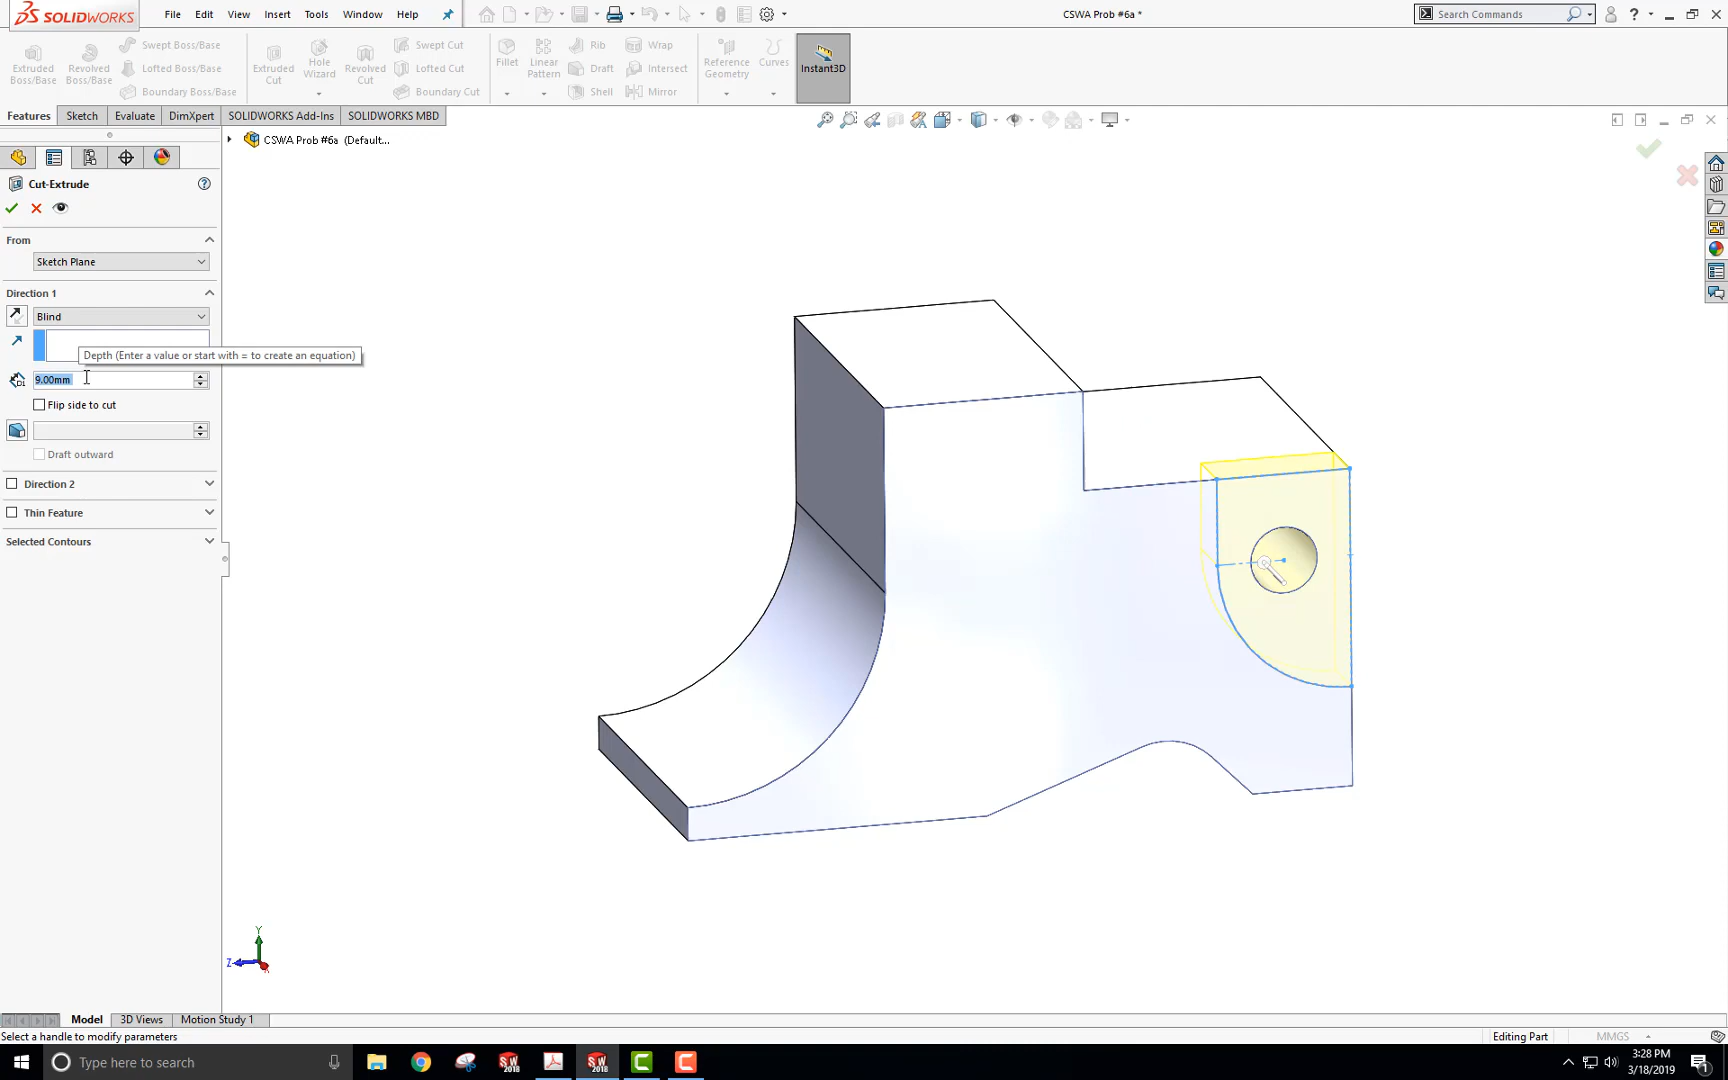 SOLIDWORKS File Edit View Insert Tools Window Help CSWA Prob #6a * Search Commands ?
Extruded Boss/Base
Revolved Boss/Base
Swept Boss/Base
Lofted Boss/Base
Boundary Boss/Base
Extruded Cut
Hole Wizard
Revolved Cut
Swept Cut
Lofted Cut
Boundary Cut
Fillet
Linear Pattern
Rib
Draft
Shell
Wrap
Intersect
Mirror
Reference Geometry
Curves
Instant3D
Features Sketch Evaluate DimXpert SOLIDWORKS Add-Ins SOLIDWORKS MBD
CSWA Prob #6a (Default...
Cut-Extrude
From
Sketch Plane
Direction 1
Blind
Depth (Enter a value or start with = to create an equation)
D1 9.00mm
Flip side to cut
Draft outward
Direction 2
Thin Feature
Selected Contours
Y
Z
X
Model 3D Views Motion Study 1
Select a handle to modify parameters Editing Part MMGS
Type here to search
SW 2018
SW 2018
3:28 PM
3/18/2019